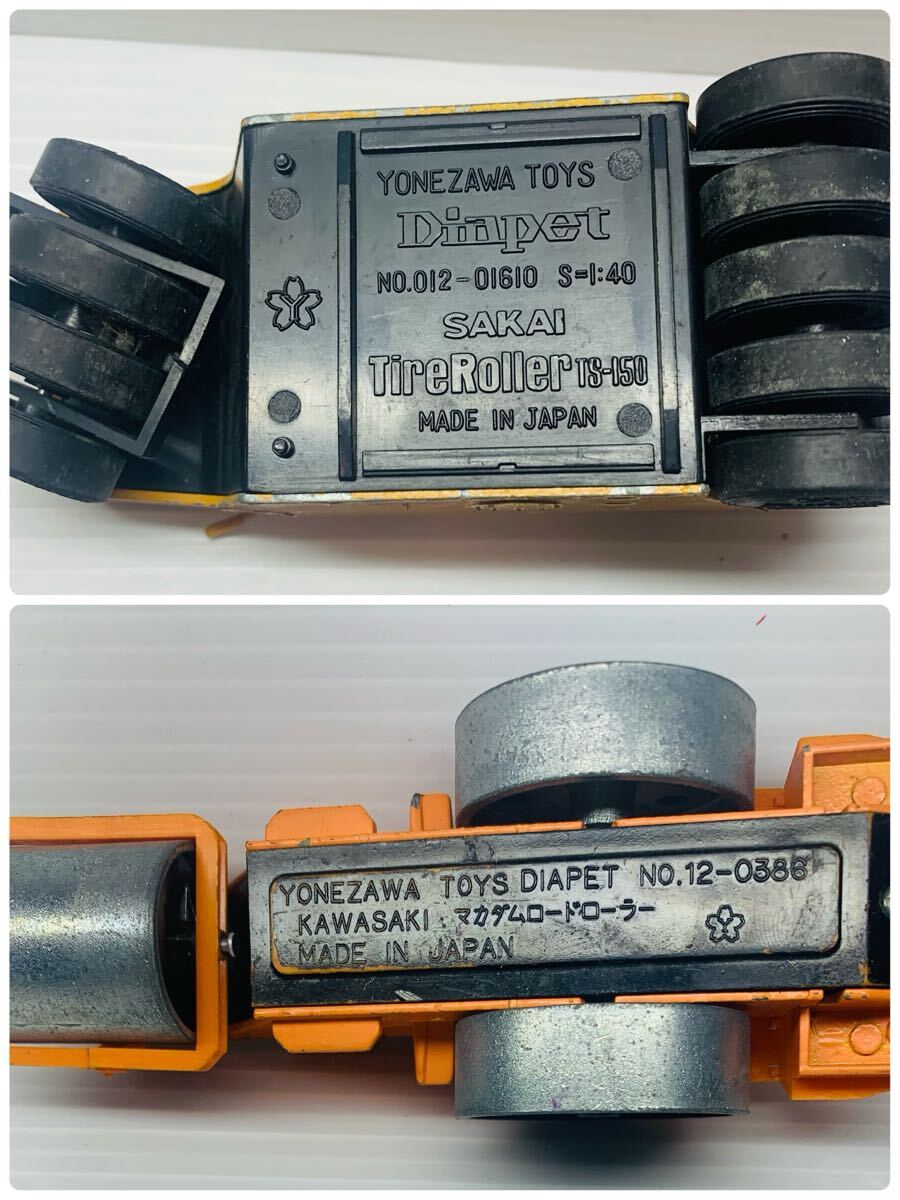 YONEZAWA TOYS
Diapet
NO.012-01610 S=1:40
SAKAI
TireRoller TS-150
MADE IN JAPAN
YONEZAWA TOYS DIAPET NO.12-0386
KAWASAKI マカダムロードローラー
MADE IN JAPAN